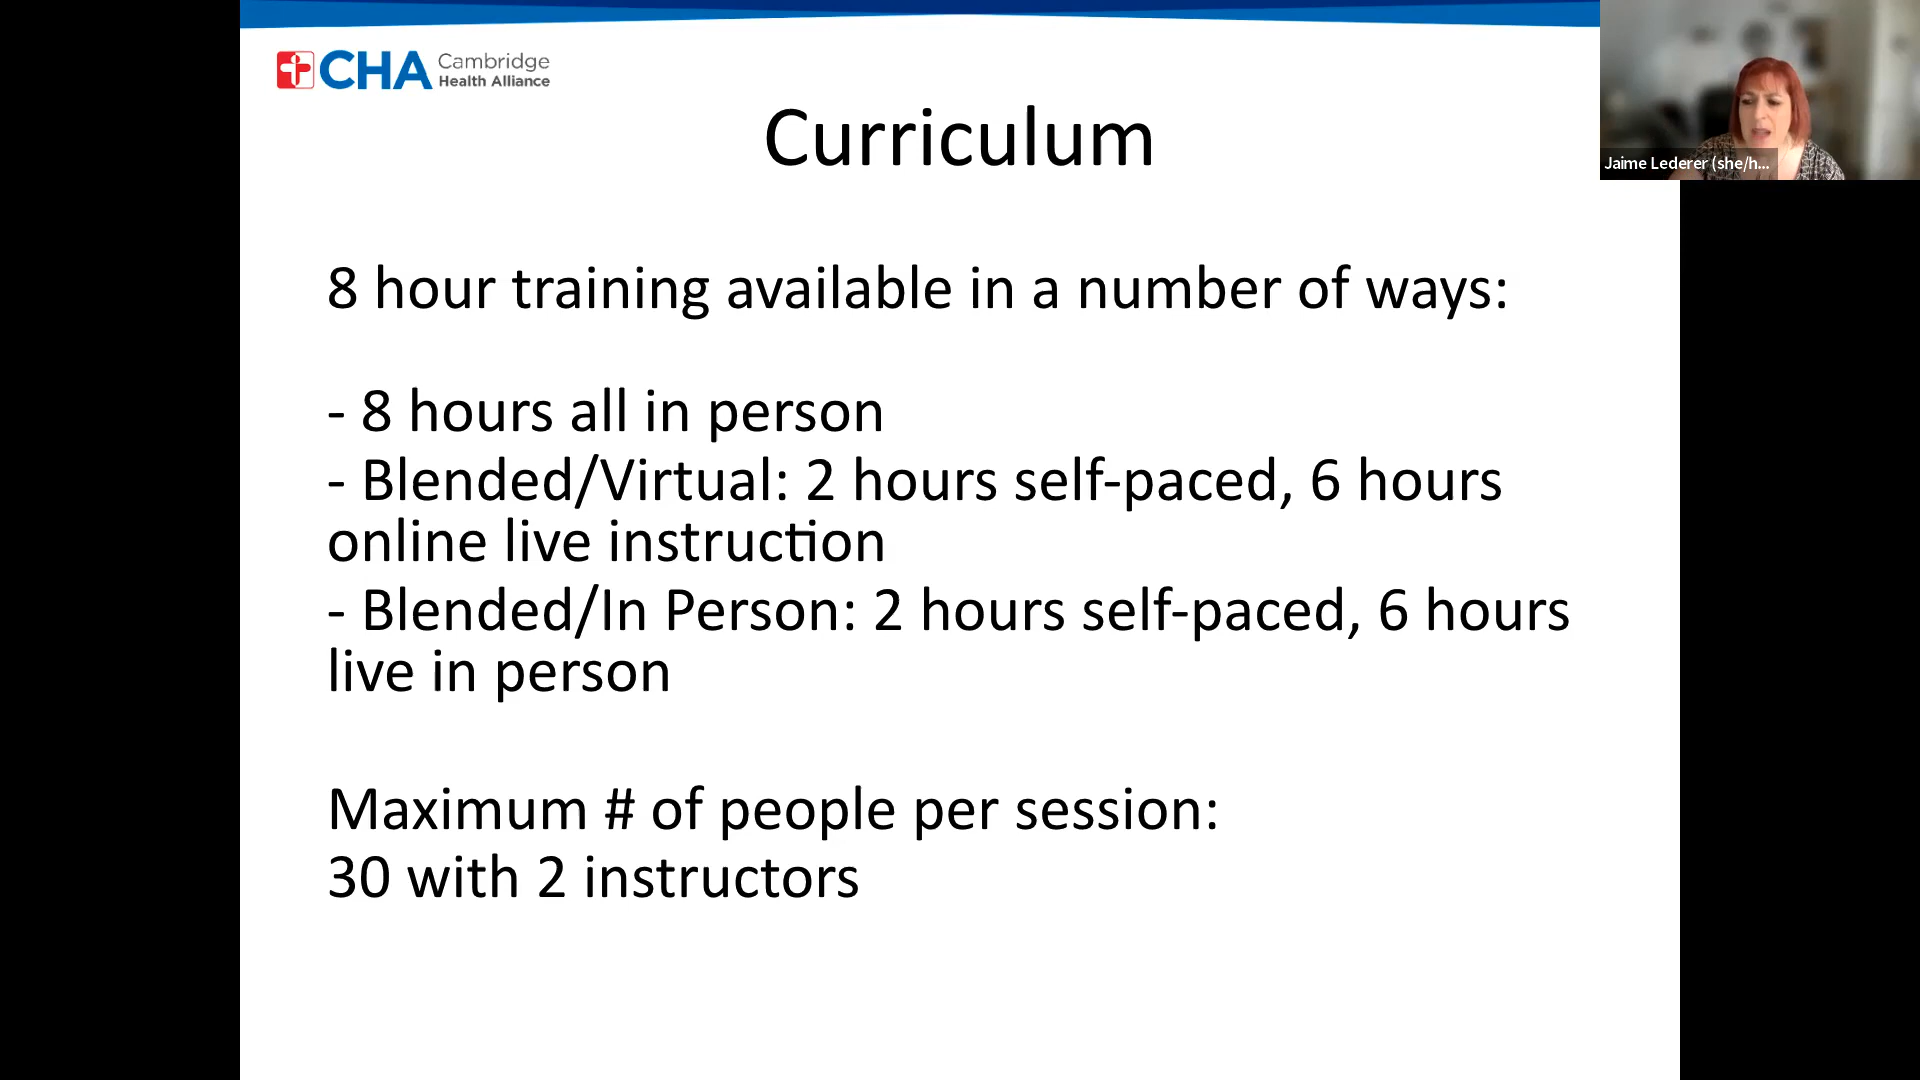 CHA Cambridge
Health Alliance
Curriculum
Jaime Lederer (she/h...
8 hour training available in a number of ways:
- 8 hours all in person
- Blended/Virtual: 2 hours self-paced, 6 hours
online live instruction
- Blended/In Person: 2 hours self-paced, 6 hours
live in person
Maximum # of people per session:
30 with 2 instructors